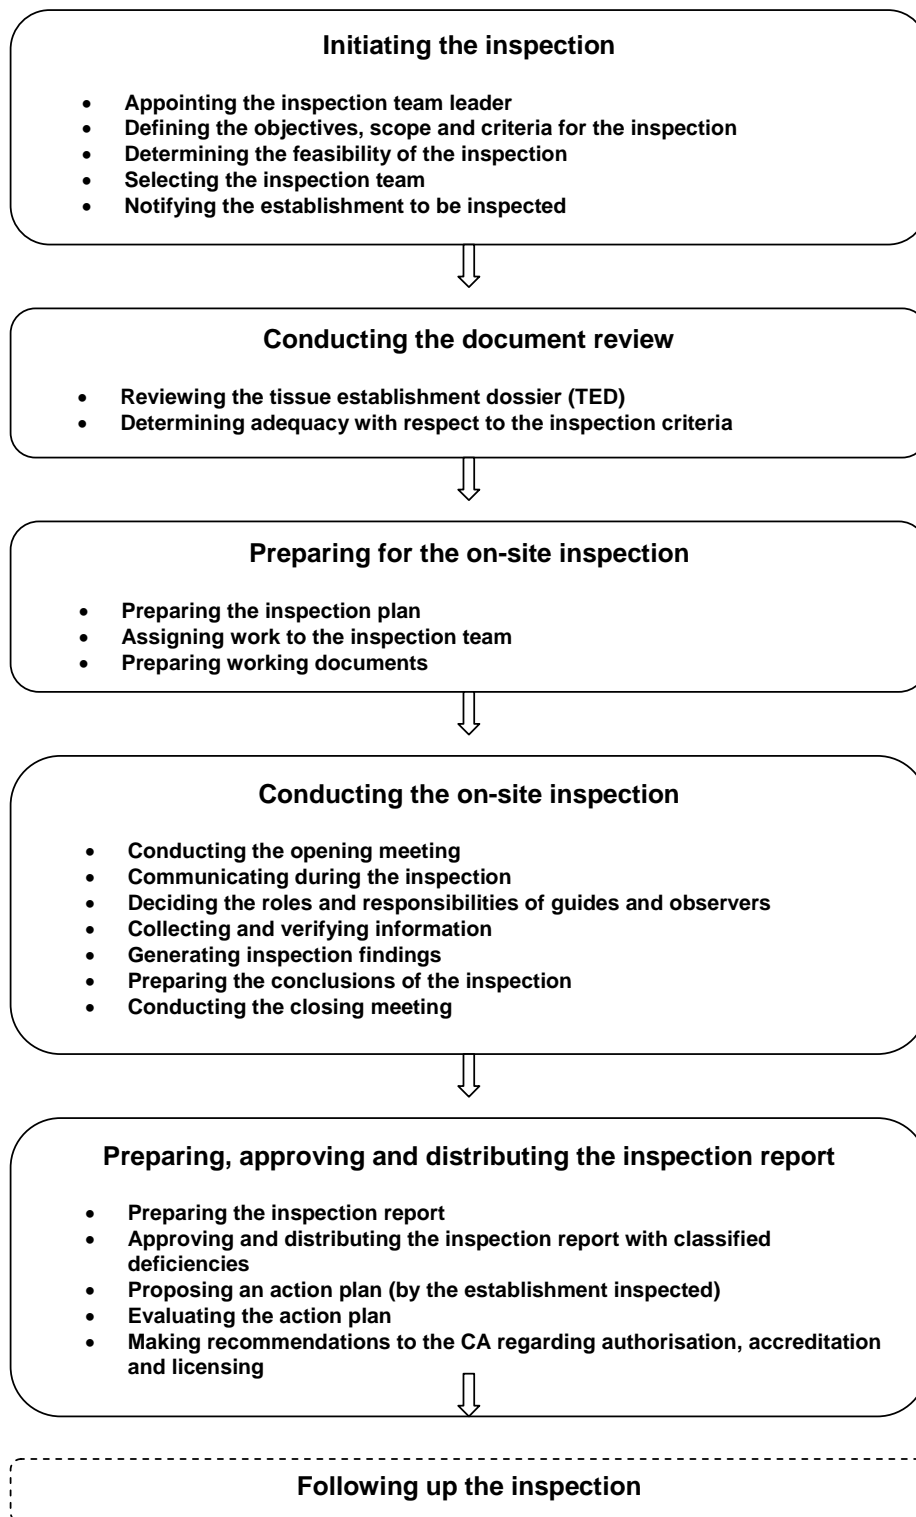 Initiating the inspection
• Appointing the inspection team leader
• Defining the objectives, scope and criteria for the inspection
• Determining the feasibility of the inspection
• Selecting the inspection team
• Notifying the establishment to be inspected
Conducting the document review
• Reviewing the tissue establishment dossier (TED)
• Determining adequacy with respect to the inspection criteria
Preparing for the on-site inspection
• Preparing the inspection plan
• Assigning work to the inspection team
• Preparing working documents
Conducting the on-site inspection
• Conducting the opening meeting
• Communicating during the inspection
• Deciding the roles and responsibilities of guides and observers
• Collecting and verifying information
• Generating inspection findings
• Preparing the conclusions of the inspection
• Conducting the closing meeting
Preparing, approving and distributing the inspection report
• Preparing the inspection report
• Approving and distributing the inspection report with classified
deficiencies
• Proposing an action plan (by the establishment inspected)
• Evaluating the action plan
• Making recommendations to the CA regarding authorisation, accreditation
and licensing
Following up the inspection